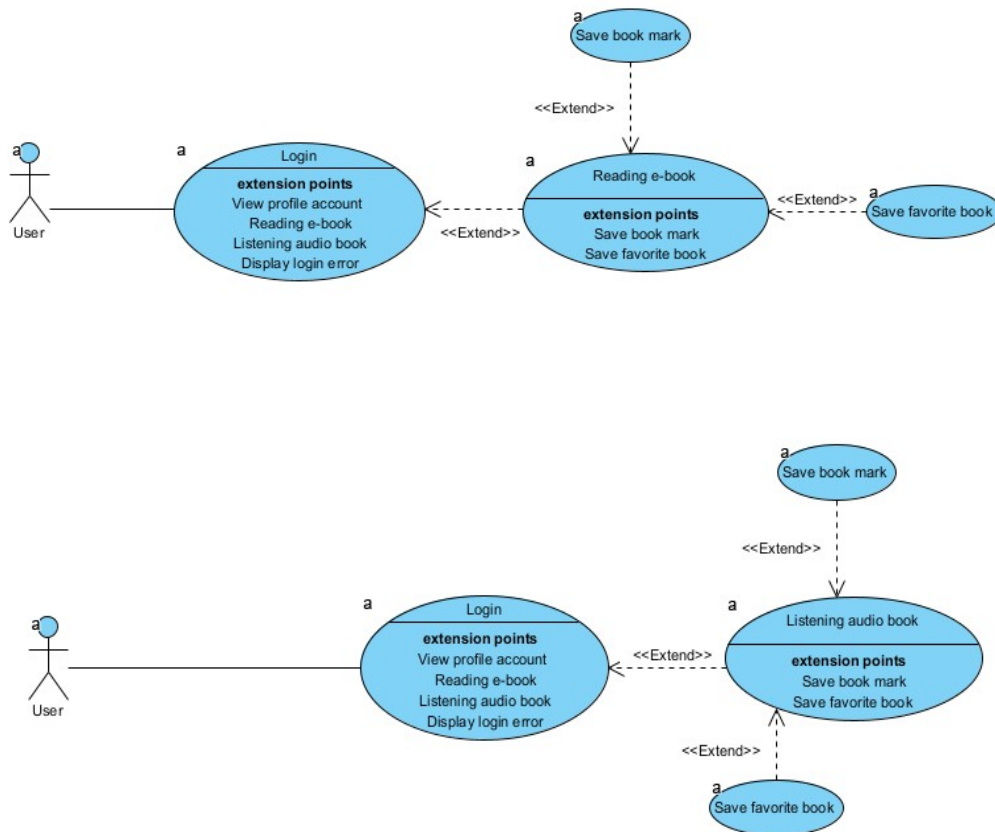 a
Save book mark
<<Extend>>
a
a
Login
extension points
View profile account
Reading e-book
Listening audio book
Display login error
User
<<Extend>>
a
Reading e-book
extension points
Save book mark
Save favorite book
<<Extend>>
a
Save favorite book
a
Save book mark
<<Extend>>
a
User
a
Login
extension points
View profile account
Reading e-book
Listening audio book
Display login error
<<Extend>>
a
Listening audio book
extension points
Save book mark
Save favorite book
<<Extend>>
a
Save favorite book